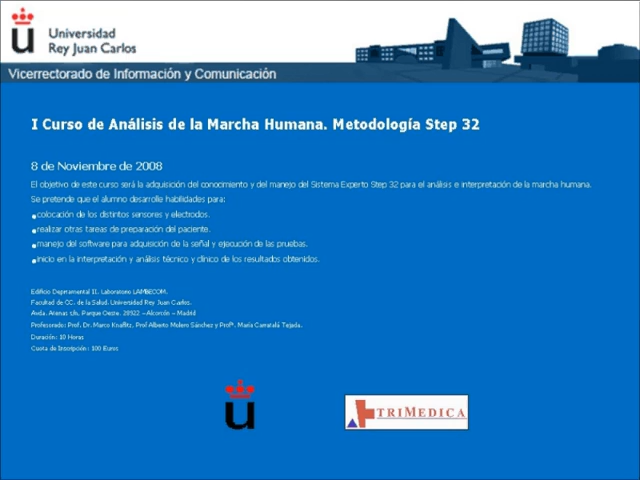 Universidad
Rey Juan Carlos
Vicerrectorado de Información y Comunicación
I Curso de Análisis de la Marcha Humana. Metodología Step 32
8 de Noviembre de 2008
El objetivo de este curso será la adquisición del conocimiento y del manejo del Sistema Experto Step 32 para el análisis e interpretación de la marcha humana.
Se pretende que el alumno desarrolle habilidades para:
•colocación de los distintos sensores y electrodos.
•realizar otras tareas de preparación del paciente.
•manejo del software para adquisición de la señal y ejecución de las pruebas.
•inicio en la interpretación y análisis técnico y clínico de los resultados obtenidos.
Edificio Deprtamental II. Laboratorio LAMBECOM.
Facultad de CC. de la Salud. Universidad Rey Juan Carlos.
Avda. Atenas s/n. Parque Oeste. 28922 –Alcorcón – Madrid
Profesorado: Prof. Dr. Marco Knaflitz, Prof Alberto Molero Sánchez y Profª. María Carratalá Tejada.
Duración: 10 Horas
Cuota de Inscripción: 100 Euros
u
TRIMEDICA